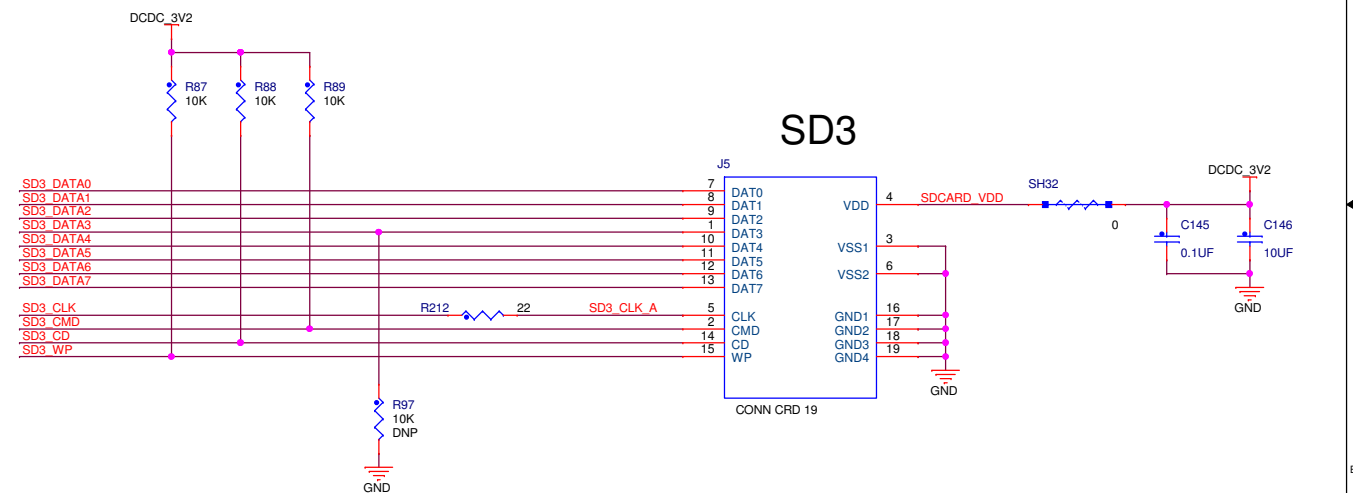 DCDC_3V2
R87
10K
R88
10K
R89
10K
SD3
J5
SD3_DATA0
7
DAT0
SD3_DATA1
8
DAT1
SD3_DATA2
9
DAT2
SD3_DATA3
1
DAT3
SD3_DATA4
10
DAT4
SD3_DATA5
11
DAT5
SD3_DATA6
12
DAT6
SD3_DATA7
13
DAT7
SD3_CLK
R212
22
SD3_CLK_A
5
CLK
SD3_CMD
2
CMD
SD3_CD
14
CD
SD3_WP
15
WP
VDD
4
SDCARD_VDD
SH32
0
DCDC_3V2
C145
0.1UF
C146
10UF
GND
VSS1
3
VSS2
6
GND1
16
GND2
17
GND3
18
GND4
19
GND
CONN CRD 19
R97
10K
DNP
GND